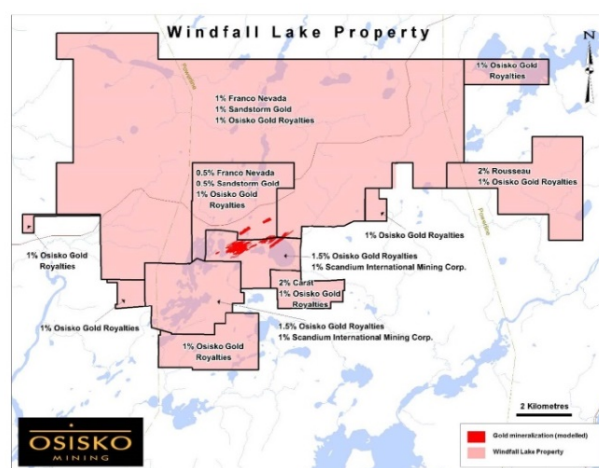 Windfall Lake Property
N
1% Osisko Gold
Royalties
Powerline
1% Franco Nevada
1% Sandstorm Gold
1% Osisko Gold Royalties
0.5% Franco Nevada
0.5% Sandstorm Gold
1% Osisko Gold
Royalties
2% Rousseau
1% Osisko Gold Royalties
Powerline
1% Osisko Gold Royalties
1% Osisko Gold
Royalties
1.5% Osisko Gold Royalties
1% Scandium International Mining Corp.
2% Carat
1% Osisko Gold
Royalties
1% Osisko Gold Royalties
1.5% Osisko Gold Royalties
1% Scandium International Mining Corp.
1% Osisko Gold
Royalties
2 Kilometres
OSISKO
MINING
Gold mineralization (modelled)
Windfall Lake Property